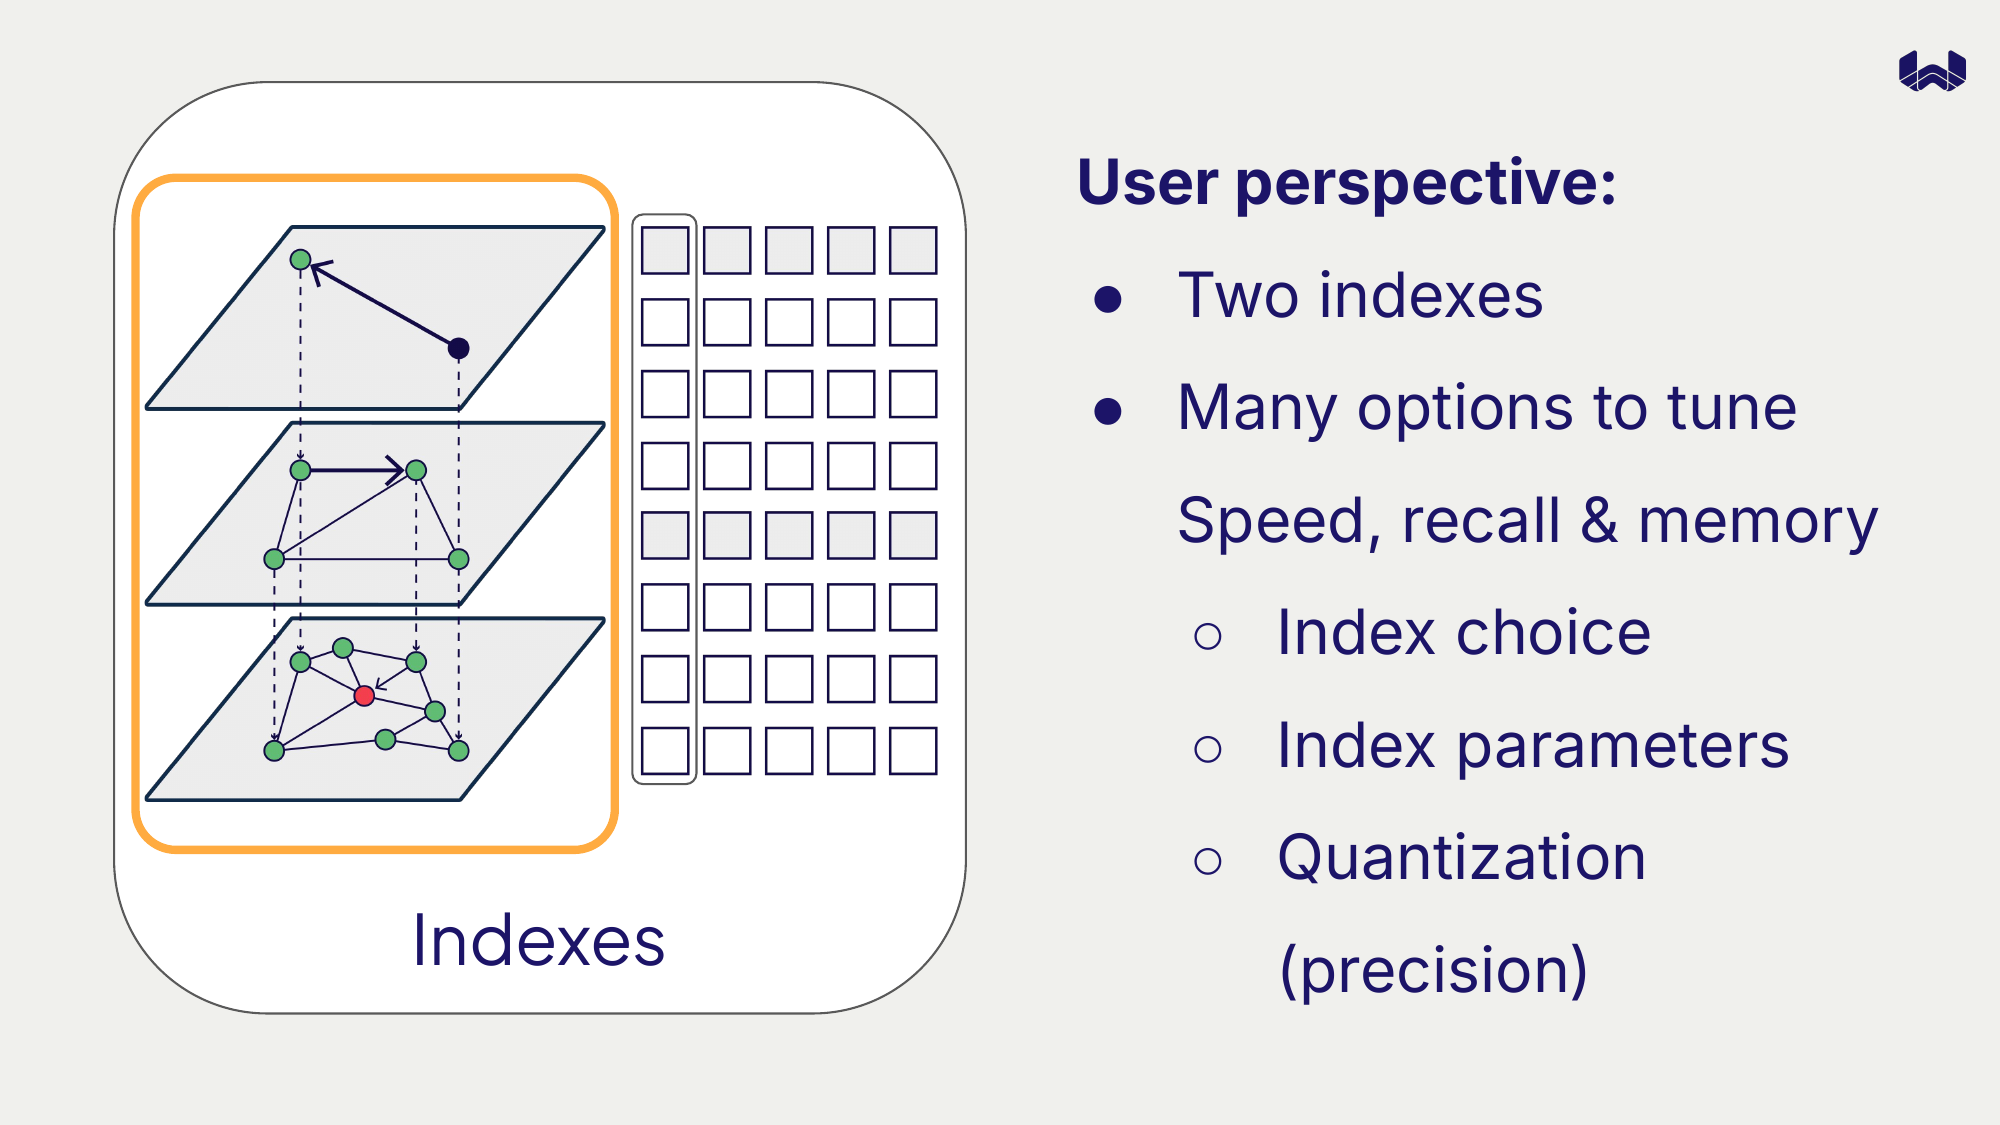 User perspective:
● Two indexes
● Many options to tune
Speed, recall & memory
○ Index choice
○ Index parameters
○ Quantization
(precision)
Indexes